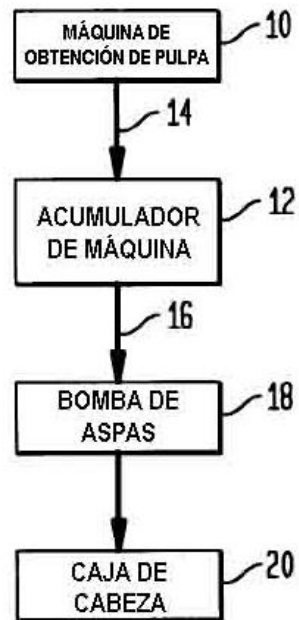 MÁQUINA DE
OBTENCIÓN DE PULPA
10
14
ACUMULADOR
DE MÁQUINA
12
16
BOMBA DE
ASPAS
18
CAJA DE
CABEZA
20